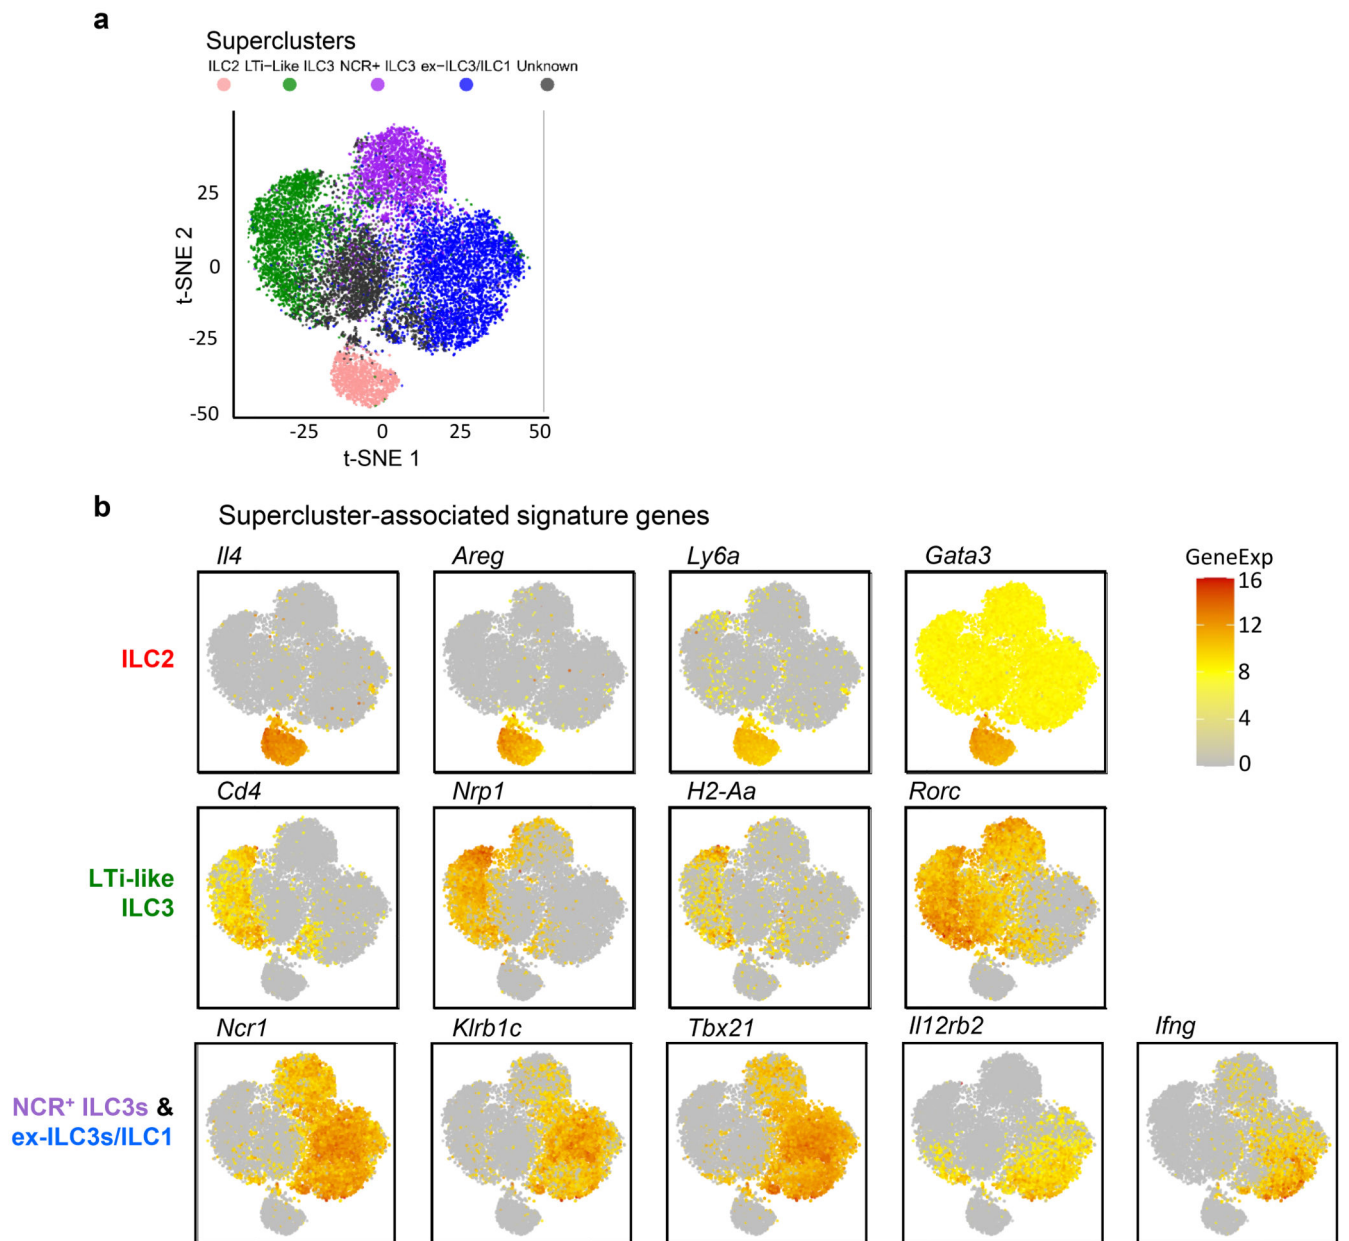 a
Superclusters
ILC2 LTi-Like ILC3 NCR+ ILC3 ex-ILC3/ILC1 Unknown
25
0
-25
-50
t-SNE 2
-25 0 25 50
t-SNE 1
b
Supercluster-associated signature genes
Il4 Areg Ly6a Gata3
GeneExp
16
12
8
4
0
ILC2
Cd4 Nrp1 H2-Aa Rorc
LTi-like
ILC3
Ncr1 Klrb1c Tbx21 Il12rb2 Ifng
NCR⁺ ILC3s &
ex-ILC3s/ILC1